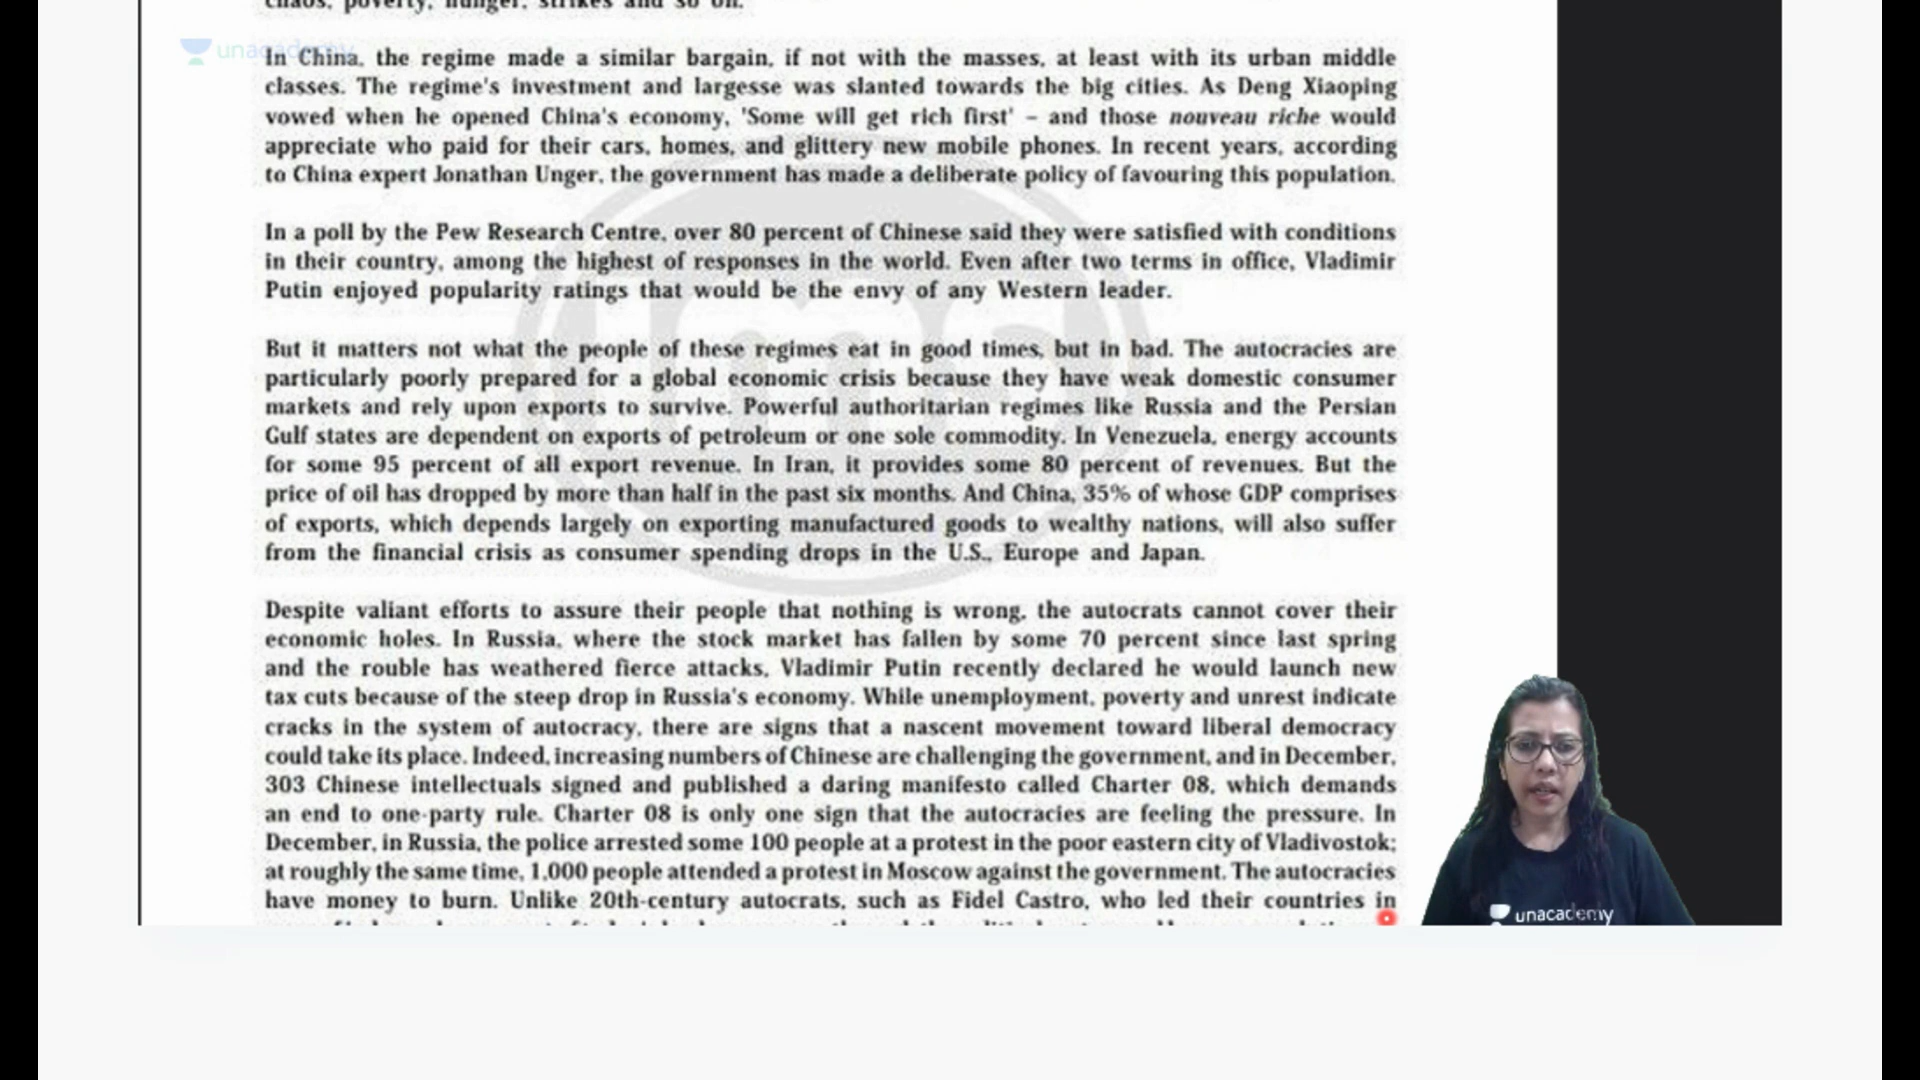 chaos, poverty, hunger, strikes and so on.
unacademy
In China, the regime made a similar bargain, if not with the masses, at least with its urban middle
classes. The regime's investment and largesse was slanted towards the big cities. As Deng Xiaoping
vowed when he opened China's economy, 'Some will get rich first' – and those nouveau riche would
appreciate who paid for their cars, homes, and glittery new mobile phones. In recent years, according
to China expert Jonathan Unger, the government has made a deliberate policy of favouring this population.
In a poll by the Pew Research Centre, over 80 percent of Chinese said they were satisfied with conditions
in their country, among the highest of responses in the world. Even after two terms in office, Vladimir
Putin enjoyed popularity ratings that would be the envy of any Western leader.
But it matters not what the people of these regimes eat in good times, but in bad. The autocracies are
particularly poorly prepared for a global economic crisis because they have weak domestic consumer
markets and rely upon exports to survive. Powerful authoritarian regimes like Russia and the Persian
Gulf states are dependent on exports of petroleum or one sole commodity. In Venezuela, energy accounts
for some 95 percent of all export revenue. In Iran, it provides some 80 percent of revenues. But the
price of oil has dropped by more than half in the past six months. And China, 35% of whose GDP comprises
of exports, which depends largely on exporting manufactured goods to wealthy nations, will also suffer
from the financial crisis as consumer spending drops in the U.S., Europe and Japan.
Despite valiant efforts to assure their people that nothing is wrong, the autocrats cannot cover their
economic holes. In Russia, where the stock market has fallen by some 70 percent since last spring
and the rouble has weathered fierce attacks, Vladimir Putin recently declared he would launch new
tax cuts because of the steep drop in Russia's economy. While unemployment, poverty and unrest indicate
cracks in the system of autocracy, there are signs that a nascent movement toward liberal democracy
could take its place. Indeed, increasing numbers of Chinese are challenging the government, and in December,
303 Chinese intellectuals signed and published a daring manifesto called Charter 08, which demands
an end to one-party rule. Charter 08 is only one sign that the autocracies are feeling the pressure. In
December, in Russia, the police arrested some 100 people at a protest in the poor eastern city of Vladivostok;
at roughly the same time, 1,000 people attended a protest in Moscow against the government. The autocracies
have money to burn. Unlike 20th-century autocrats, such as Fidel Castro, who led their countries in
unacademy